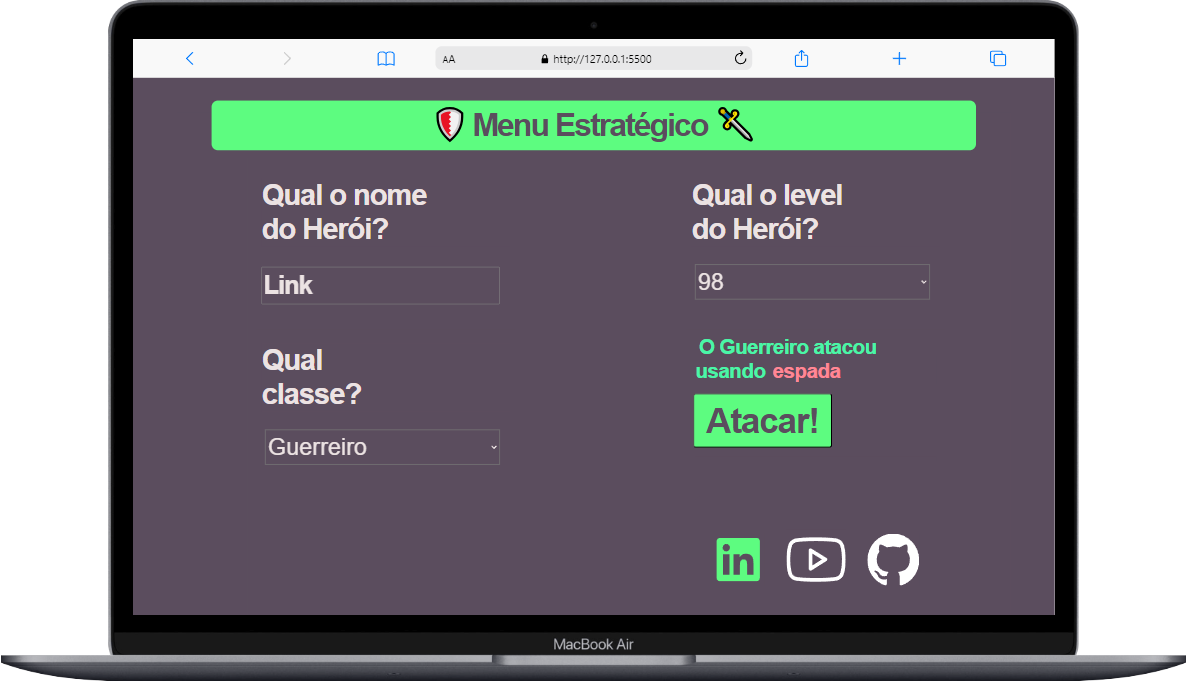 AA http://127.0.0.1:5500
Menu Estratégico
Qual o nome
do Herói?
Link
Qual
classe?
Guerreiro
Qual o level
do Herói?
98
O Guerreiro atacou
usando espada
Atacar!
in
MacBook Air